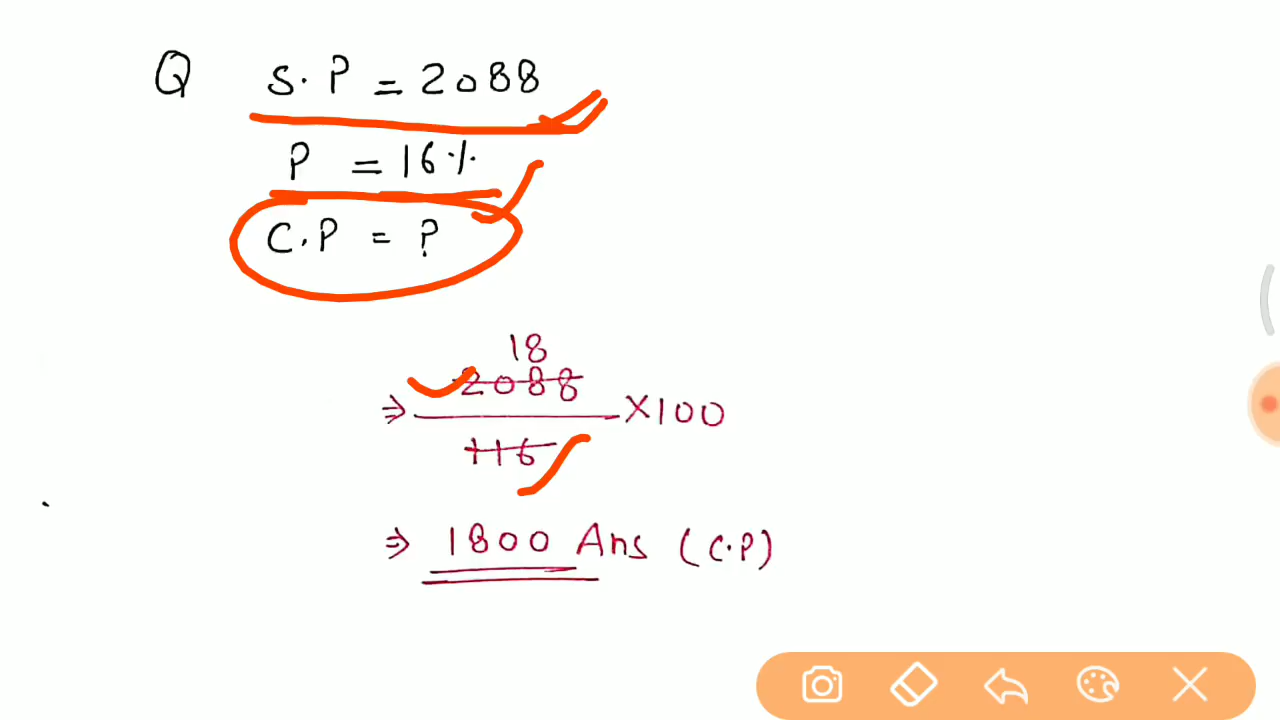 Q S.P = 2088
P = 16%
C.P = ?
18
⇒ 2088 / 116 ×100
⇒ 1800 Ans (C.P)